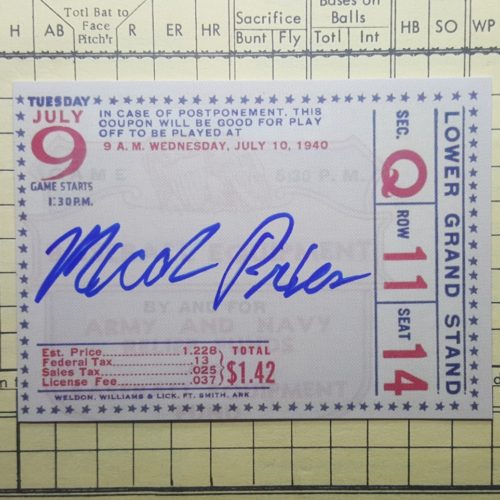 Totl Bat to
Face
Pitch'r
H
AB
R
ER
HR
Sacrifice
Bunt
Fly
Bases on
Balls
Totl
Int
HB
SO
WP
TUESDAY
JULY
9
GAME STARTS
1:30 P.M.
IN CASE OF POSTPONEMENT, THIS
COUPON WILL BE GOOD FOR PLAY
OFF TO BE PLAYED AT
9 A.M. WEDNESDAY, JULY 10, 1940
BY AND FOR
ARMY AND NAVY
Est. Price 1.228
Federal Tax .13
Sales Tax .025
License Fee .037
TOTAL
$1.42
WELDON, WILLIAMS & LICK, FT. SMITH, ARK
SEC.
Q
ROW
11
SEAT
14
LOWER GRAND STAND